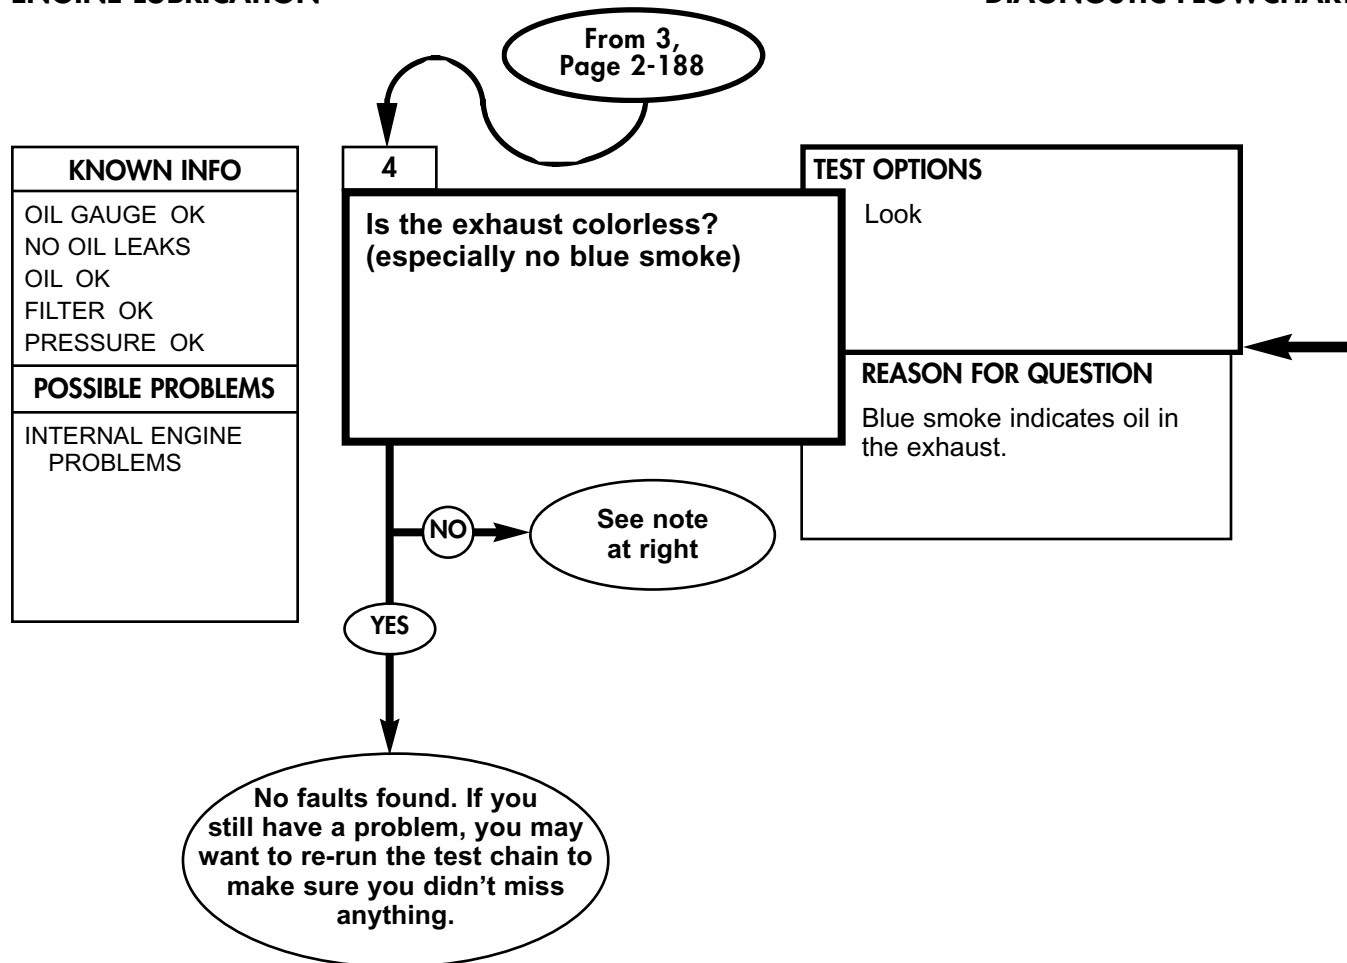 ENGINE LUBRICATION
DIAGNOSTIC FLOWCHART
From 3,
Page 2-188
KNOWN INFO
OIL GAUGE OK
NO OIL LEAKS
OIL OK
FILTER OK
PRESSURE OK
POSSIBLE PROBLEMS
INTERNAL ENGINE
PROBLEMS
4
Is the exhaust colorless?
(especially no blue smoke)
TEST OPTIONS
Look
REASON FOR QUESTION
Blue smoke indicates oil in
the exhaust.
NO
See note
at right
YES
No faults found. If you
still have a problem, you may
want to re-run the test chain to
make sure you didn't miss
anything.